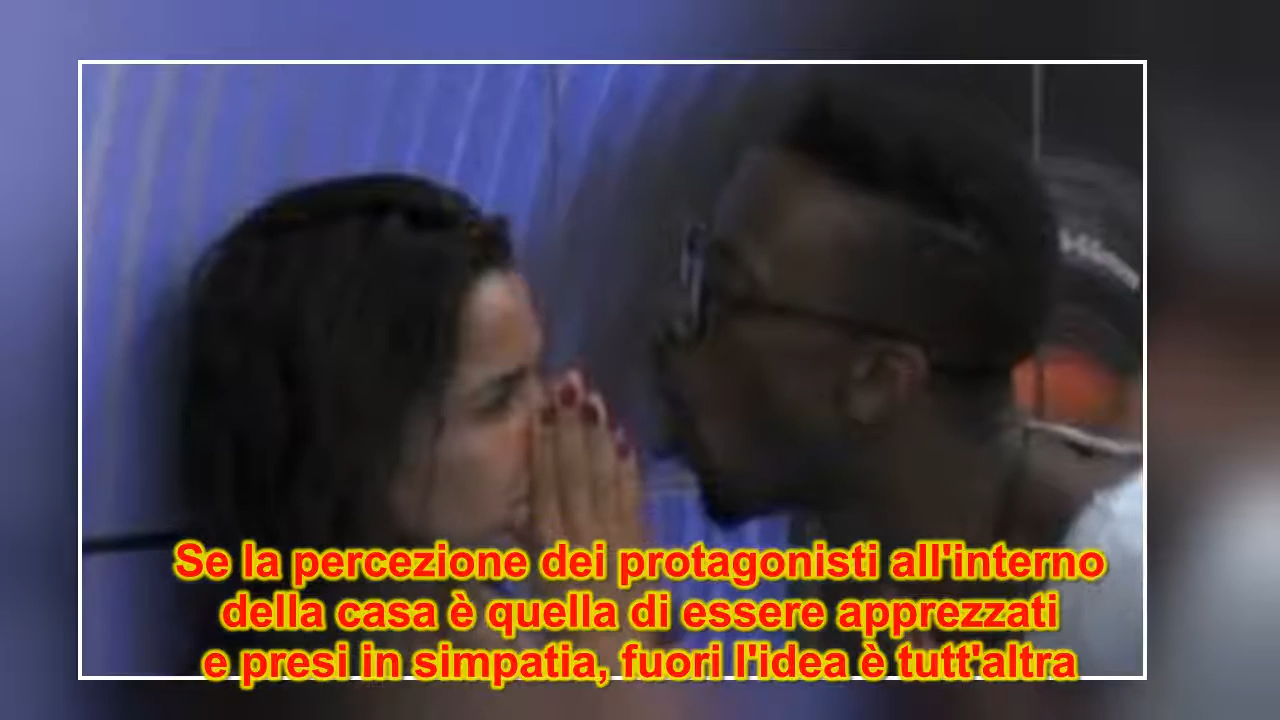 Se la percezione dei protagonisti all'interno
della casa è quella di essere apprezzati
e presi in simpatia, fuori l'idea è tutt'altra